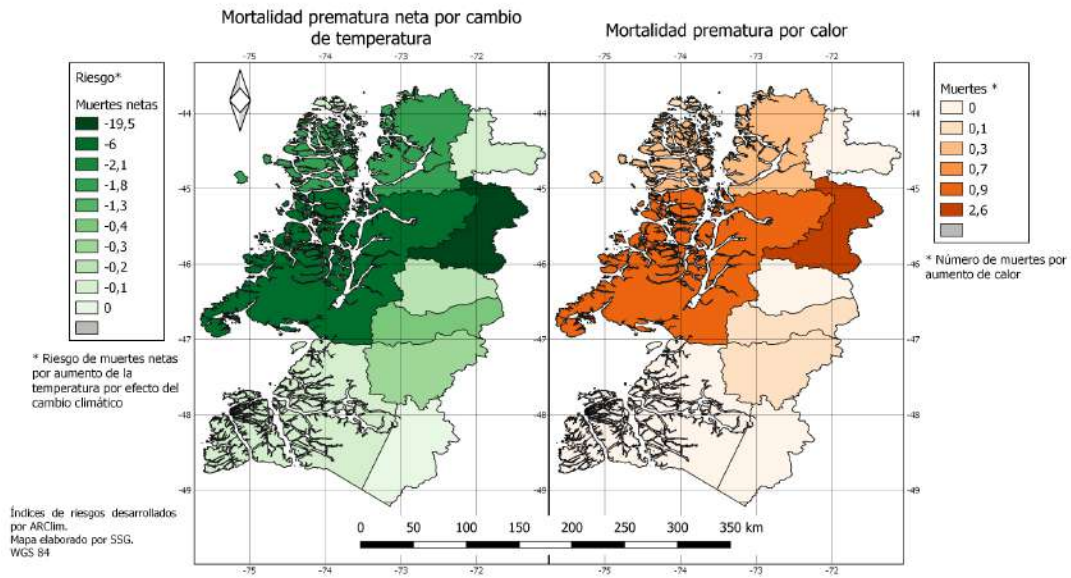 Mortalidad prematura neta por cambio
de temperatura
Mortalidad prematura por calor
-75
-74
-73
-72
-75
-74
-73
-72
Riesgo*
Muertes netas
-19,5
-6
-2,1
-1,8
-1,3
-0,4
-0,3
-0,2
-0,1
0
* Riesgo de muertes netas
por aumento de la
temperatura por efecto del
cambio climático
Índices de riesgos desarrollados
por ARClim.
Mapa elaborado por SSG.
WGS 84
-44
-45
-46
-47
-48
-49
-44
-45
-46
-47
-48
-49
-44
-45
-46
-47
-48
-49
Muertes *
0
0,1
0,3
0,7
0,9
2,6
* Número de muertes por
aumento de calor
0 50 100 150 200 250 300 350 km
-75
-74
-73
-72
-75
-74
-73
-72